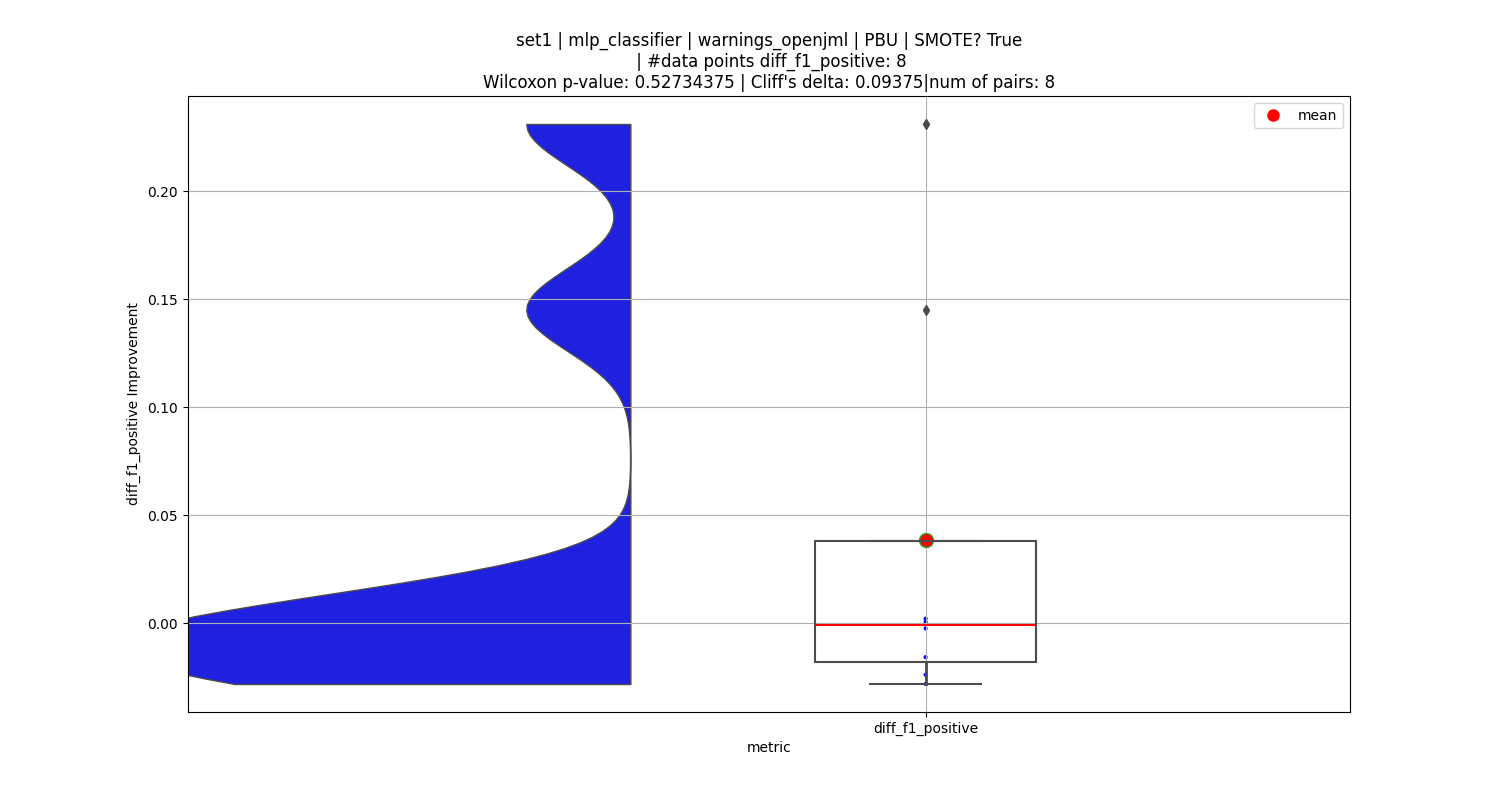 set1 | mlp_classifier | warnings_openjml | PBU | SMOTE? True
| #data points diff_f1_positive: 8
Wilcoxon p-value: 0.52734375 | Cliff's delta: 0.09375|num of pairs: 8
mean
0.20
0.15
0.10
0.05
0.00
diff_f1_positive Improvement
diff_f1_positive
metric